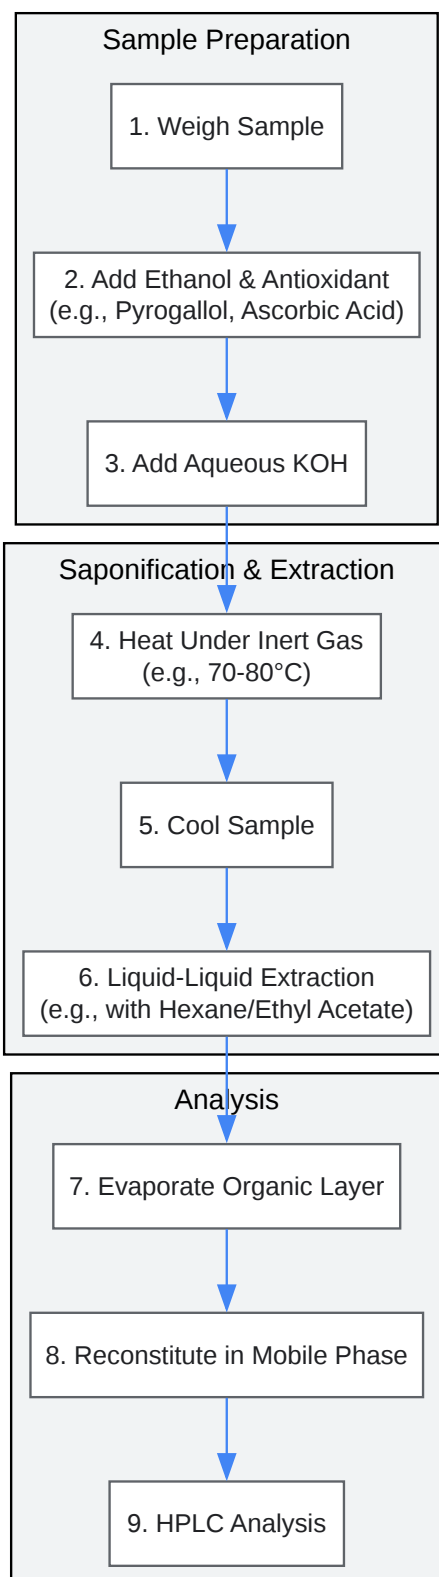 Sample Preparation
1. Weigh Sample
2. Add Ethanol & Antioxidant
(e.g., Pyrogallol, Ascorbic Acid)
3. Add Aqueous KOH
Saponification & Extraction
4. Heat Under Inert Gas
(e.g., 70-80°C)
5. Cool Sample
6. Liquid-Liquid Extraction
(e.g., with Hexane/Ethyl Acetate)
Analysis
7. Evaporate Organic Layer
8. Reconstitute in Mobile Phase
9. HPLC Analysis